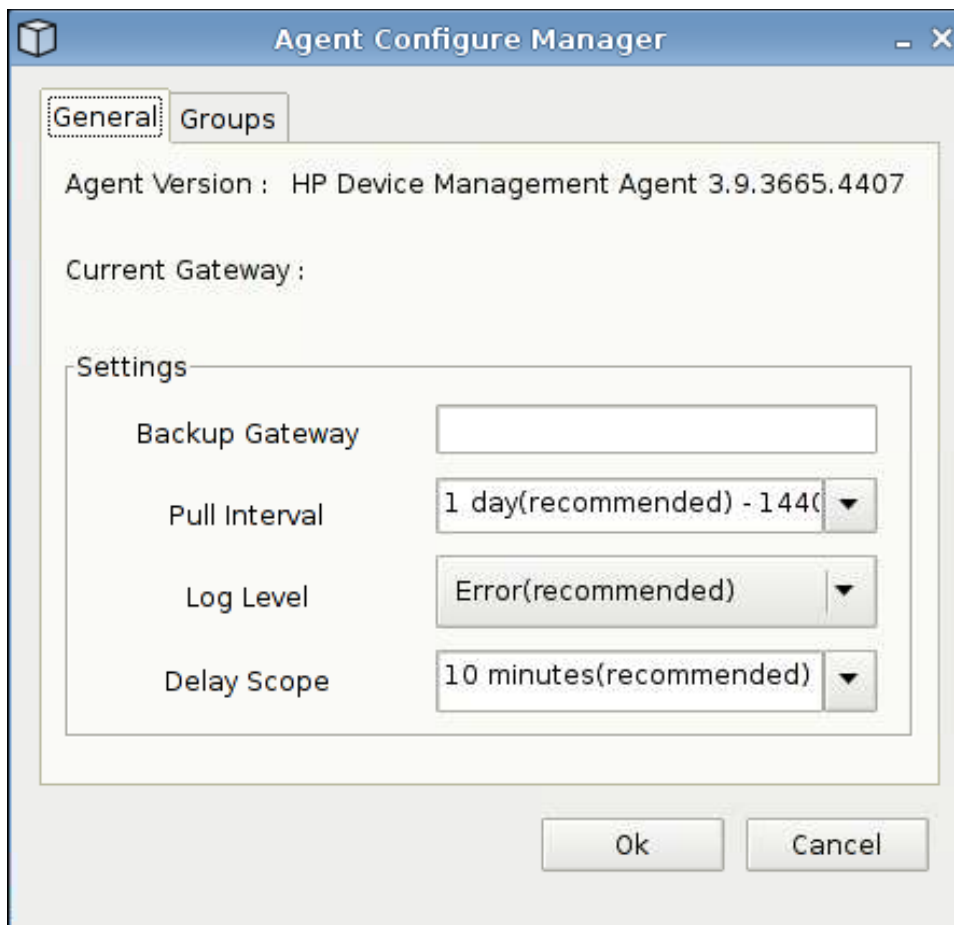 Agent Configure Manager
General Groups
Agent Version : HP Device Management Agent 3.9.3665.4407
Current Gateway :
Settings
Backup Gateway
Pull Interval 1 day(recommended) - 144
Log Level Error(recommended)
Delay Scope 10 minutes(recommended)
Ok Cancel